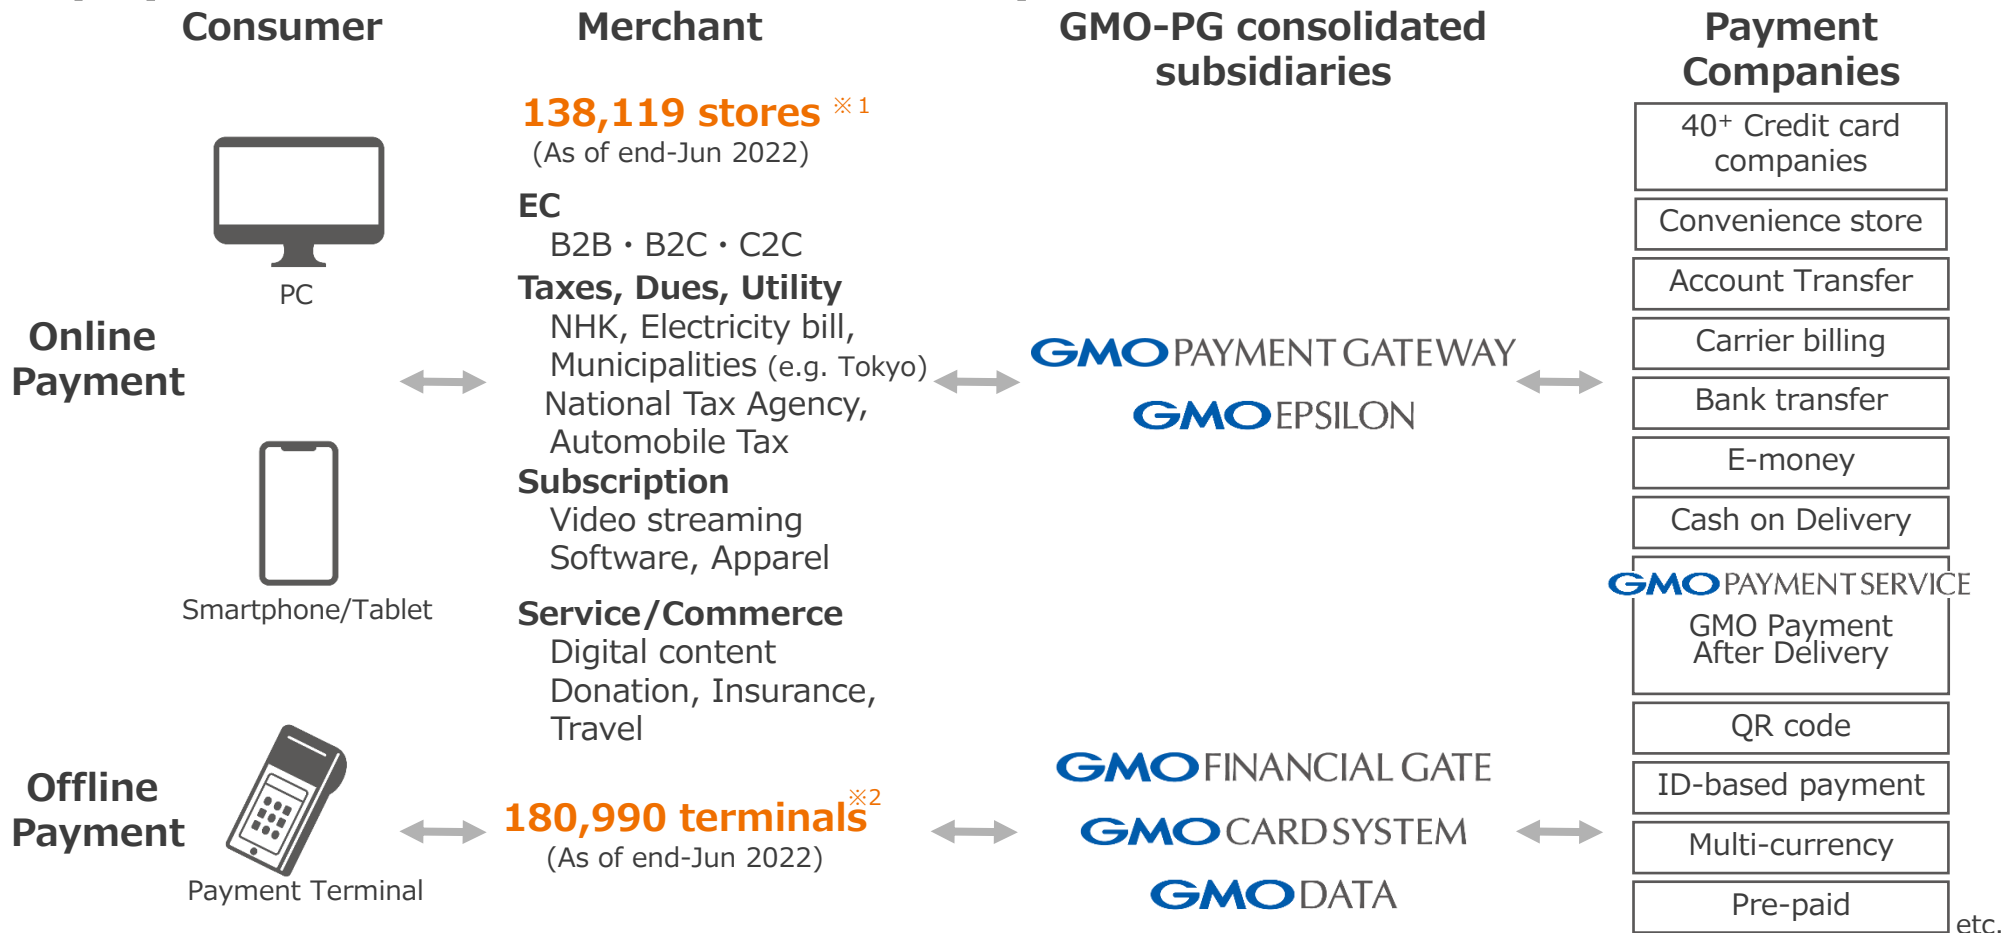 Consumer
Merchant
GMO-PG consolidated
subsidiaries
Payment
Companies
Online
Payment
PC
Smartphone/Tablet
138,119 stores ※1
(As of end-Jun 2022)
EC
B2B・B2C・C2C
Taxes, Dues, Utility
NHK, Electricity bill,
Municipalities (e.g. Tokyo)
National Tax Agency,
Automobile Tax
Subscription
Video streaming
Software, Apparel
Service/Commerce
Digital content
Donation, Insurance,
Travel
GMO PAYMENT GATEWAY
GMO EPSILON
Offline
Payment
Payment Terminal
180,990 terminals※2
(As of end-Jun 2022)
GMO FINANCIAL GATE
GMO CARD SYSTEM
GMO DATA
40+ Credit card
companies
Convenience store
Account Transfer
Carrier billing
Bank transfer
E-money
Cash on Delivery
GMO PAYMENT SERVICE
GMO Payment
After Delivery
QR code
ID-based payment
Multi-currency
Pre-paid
etc.